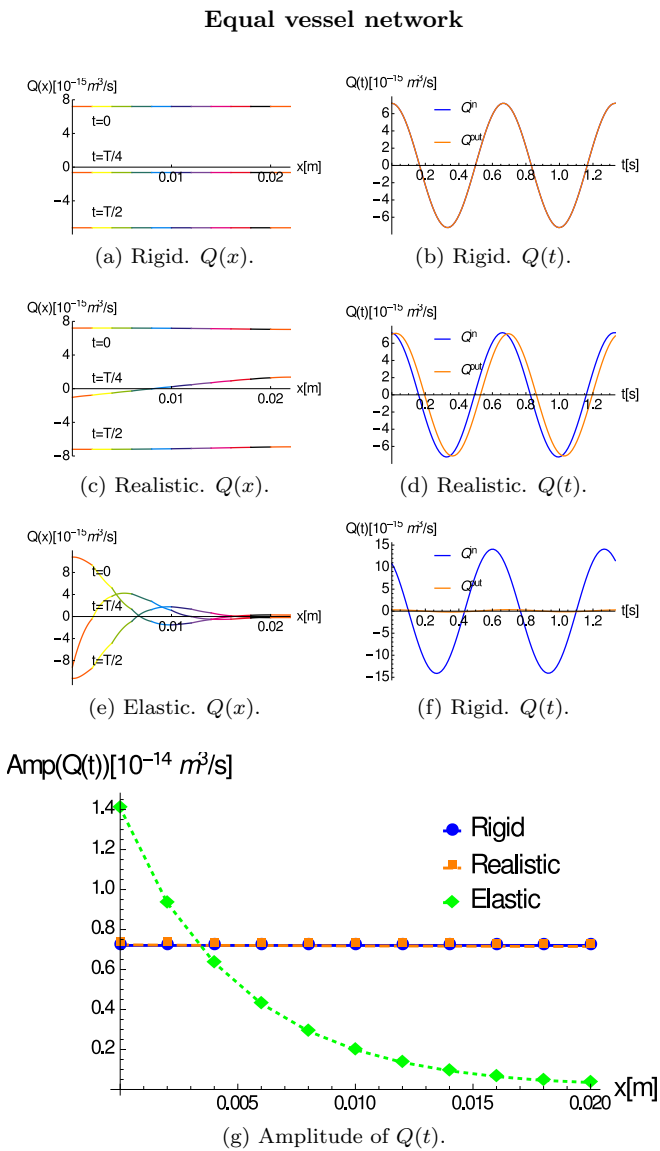 Equal vessel network
Q(x)[10⁻¹⁵ m³/s]
8
4
0
−4
t=0
t=T/4
t=T/2
0.01
0.02
x[m]
(a) Rigid. Q(x).
Q(t)[10⁻¹⁵ m³/s]
6
4
2
0
−2
−4
−6
Qⁱⁿ
Qᵒᵘᵗ
0.2 0.4 0.6 0.8 1.0 1.2
t[s]
(b) Rigid. Q(t).
Q(x)[10⁻¹⁵ m³/s]
8
4
0
−4
−8
t=0
t=T/4
t=T/2
0.01
0.02
x[m]
(c) Realistic. Q(x).
Q(t)[10⁻¹⁵ m³/s]
6
4
2
0
−2
−4
−6
Qⁱⁿ
Qᵒᵘᵗ
0.2 0.4 0.6 0.8 1.0 1.2
t[s]
(d) Realistic. Q(t).
Q(x)[10⁻¹⁵ m³/s]
8
4
0
−4
−8
t=0
t=T/4
t=T/2
0.01
0.02
x[m]
(e) Elastic. Q(x).
Q(t)[10⁻¹⁵ m³/s]
15
10
5
0
−5
−10
−15
Qⁱⁿ
Qᵒᵘᵗ
0.2 0.4 0.6 0.8 1.0 1.2
t[s]
(f) Rigid. Q(t).
Amp(Q(t))[10⁻¹⁴ m³/s]
1.4
1.2
1.0
0.8
0.6
0.4
0.2
Rigid
Realistic
Elastic
0.005 0.010 0.015 0.020
x[m]
(g) Amplitude of Q(t).